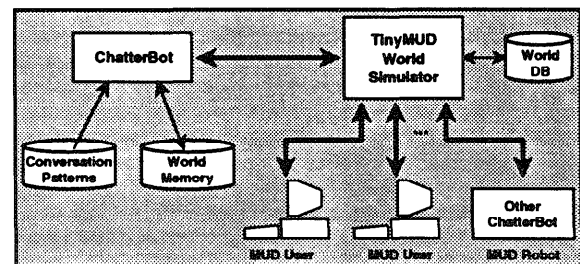 ChatterBot
TinyMUD
World
Simulator
World
DB
Conversation
Patterns
World
Memory
...
Other
ChatterBot
MUD User
MUD User
MUD Robot